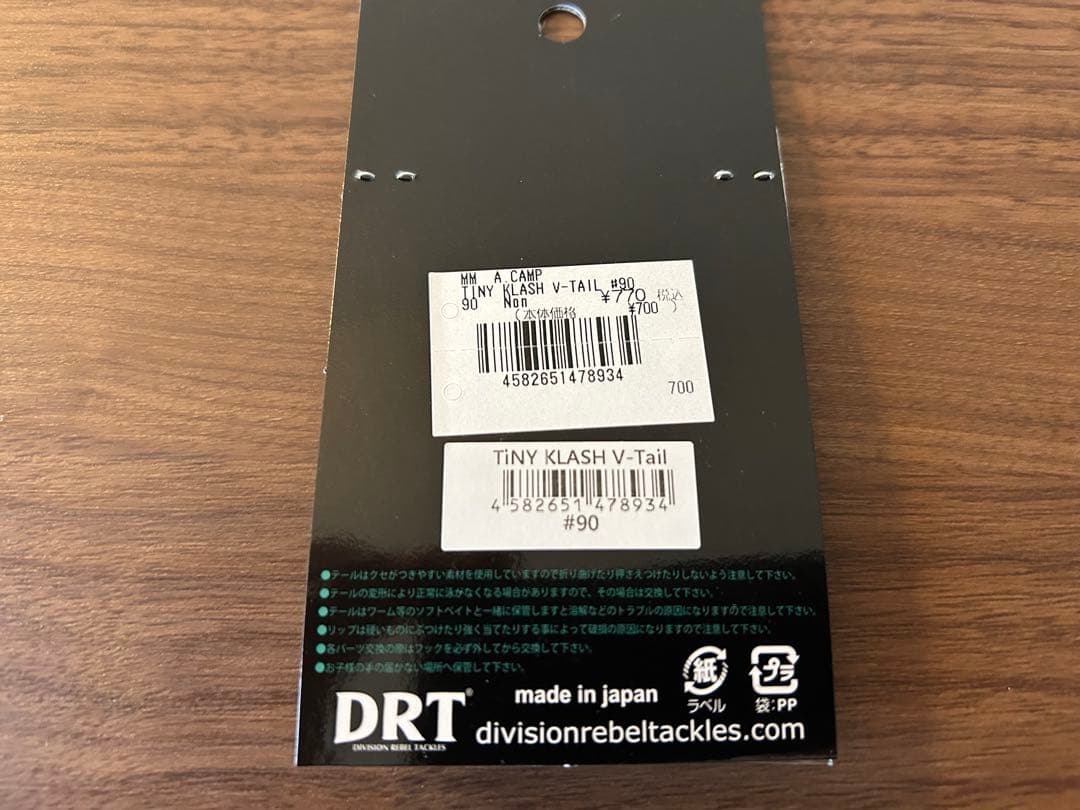 MM A.CAMP
TINY KLASH V-TAIL #90
90 Non ¥770 税込
(本体価格 ¥700 )
4582651478934
700
TiNY KLASH V-Tail
4 582651 478934
#90
●テールはクセがつきやすい素材を使用していますので折り曲げたり押さえつけたりしないよう注意して下さい。
●テールの変形により正常に泳がなくなる場合がありますので、その場合は交換して下さい。
●テールはワーム等のソフトベイトと一緒に保管しますと溶解などのトラブルの原因になりますので注意して下さい。
●リップは硬いものにぶつけたり強く当てたりする事によって破損の原因になりますので注意して下さい。
●各パーツ交換の際はフックを必ず外してから交換して下さい。
●お子様の手の届かない場所へ保管して下さい。
紙
ラベル
プラ
袋:PP
DRT®
DIVISION REBEL TACKLES
made in japan
divisionrebeltackles.com